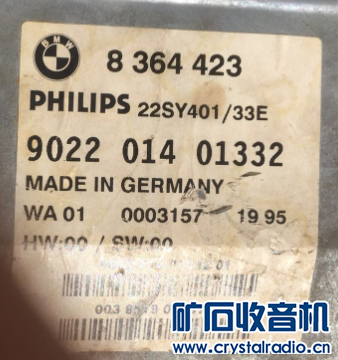 BMW
8 364 423
PHILIPS 22SY401/33E
9022 014 01332
MADE IN GERMANY
WA 01 0003157 19 95
HW:00 / SW:00
矿石收音机
www.crystalradio.cn